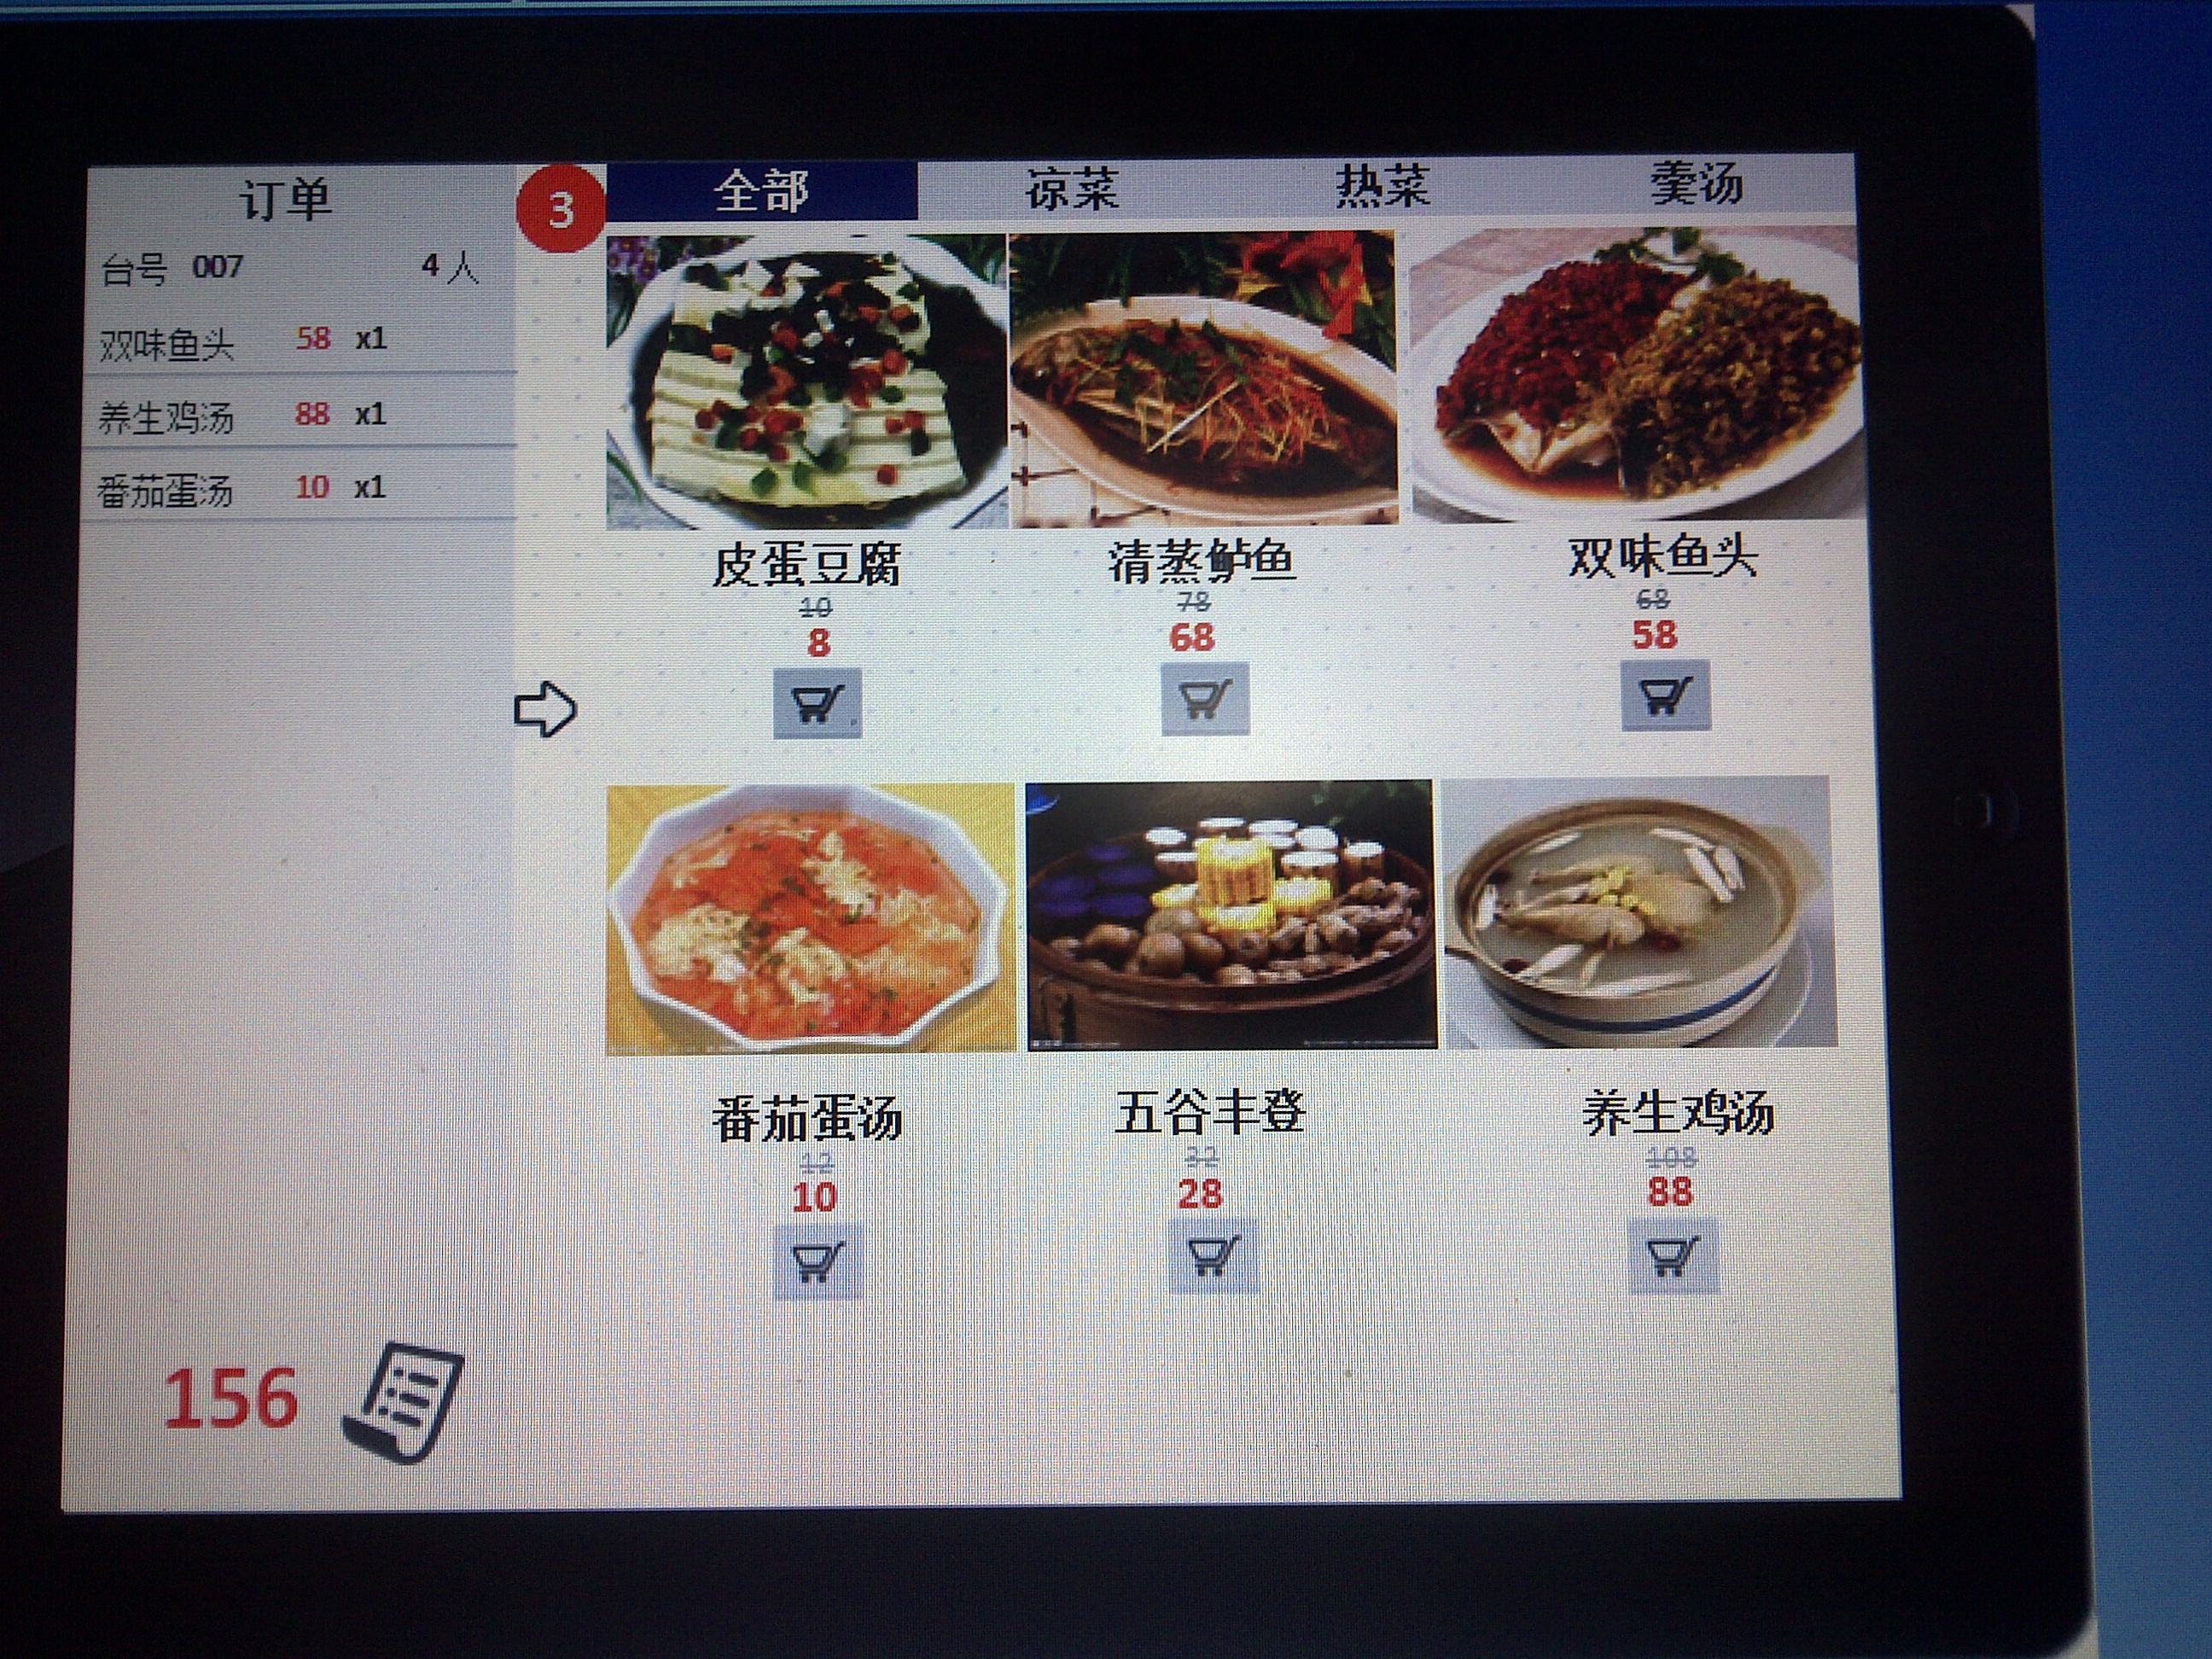 订单
台号 007 4人
双味鱼头 58 x1
养生鸡汤 88 x1
番茄蛋汤 10 x1
156
3
全部 凉菜 热菜 羹汤
皮蛋豆腐 清蒸鲈鱼 双味鱼头
10 78 68
8 68 58
番茄蛋汤 五谷丰登 养生鸡汤
12 32 108
10 28 88